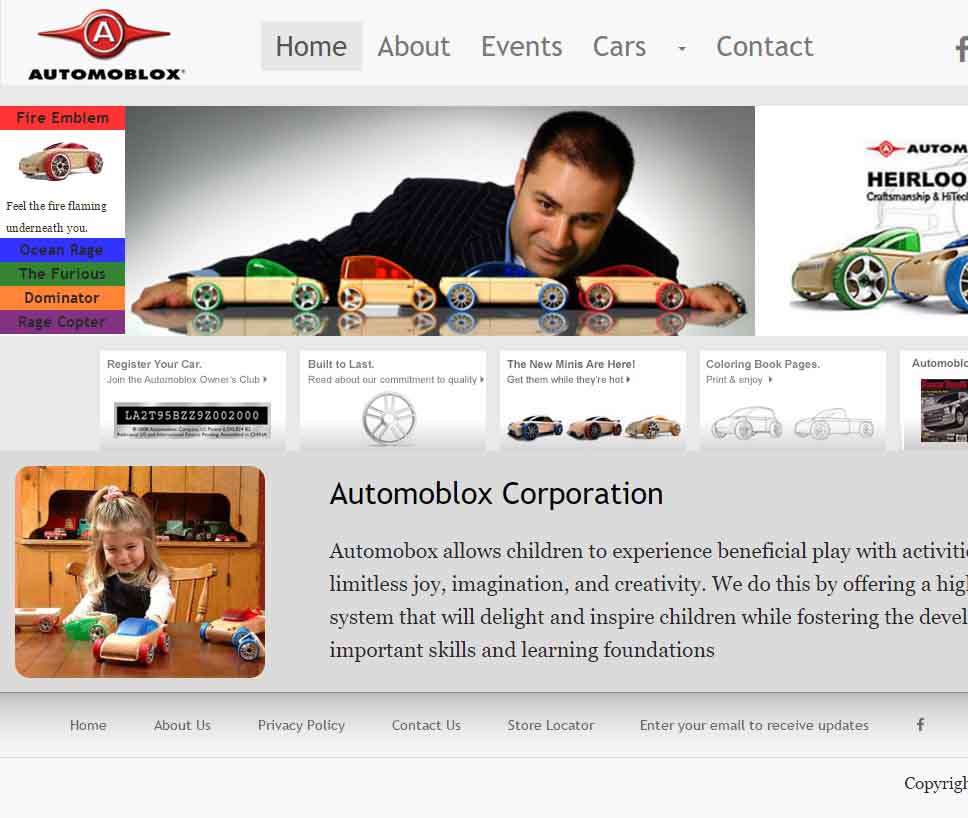 A
AUTOMOBLOX
Home About Events Cars Contact
Fire Emblem
Feel the fire flaming
underneath you.
Ocean Rage
The Furious
Dominator
Rage Copter
A AUTOM
HEIRLOO
Craftsmanship & HiTecl
Register Your Car.
Join the Automoblox Owner's Club
LA2T95BZZ9Z002000
Built to Last.
Read about our commitment to quality
The New Minis Are Here!
Get them while they're hot
Coloring Book Pages.
Print & enjoy
Automoblo
Automoblox Corporation
Automobox allows children to experience beneficial play with activitie
limitless joy, imagination, and creativity. We do this by offering a high
system that will delight and inspire children while fostering the devel
important skills and learning foundations
Home About Us Privacy Policy Contact Us Store Locator Enter your email to receive updates
Copyrigh